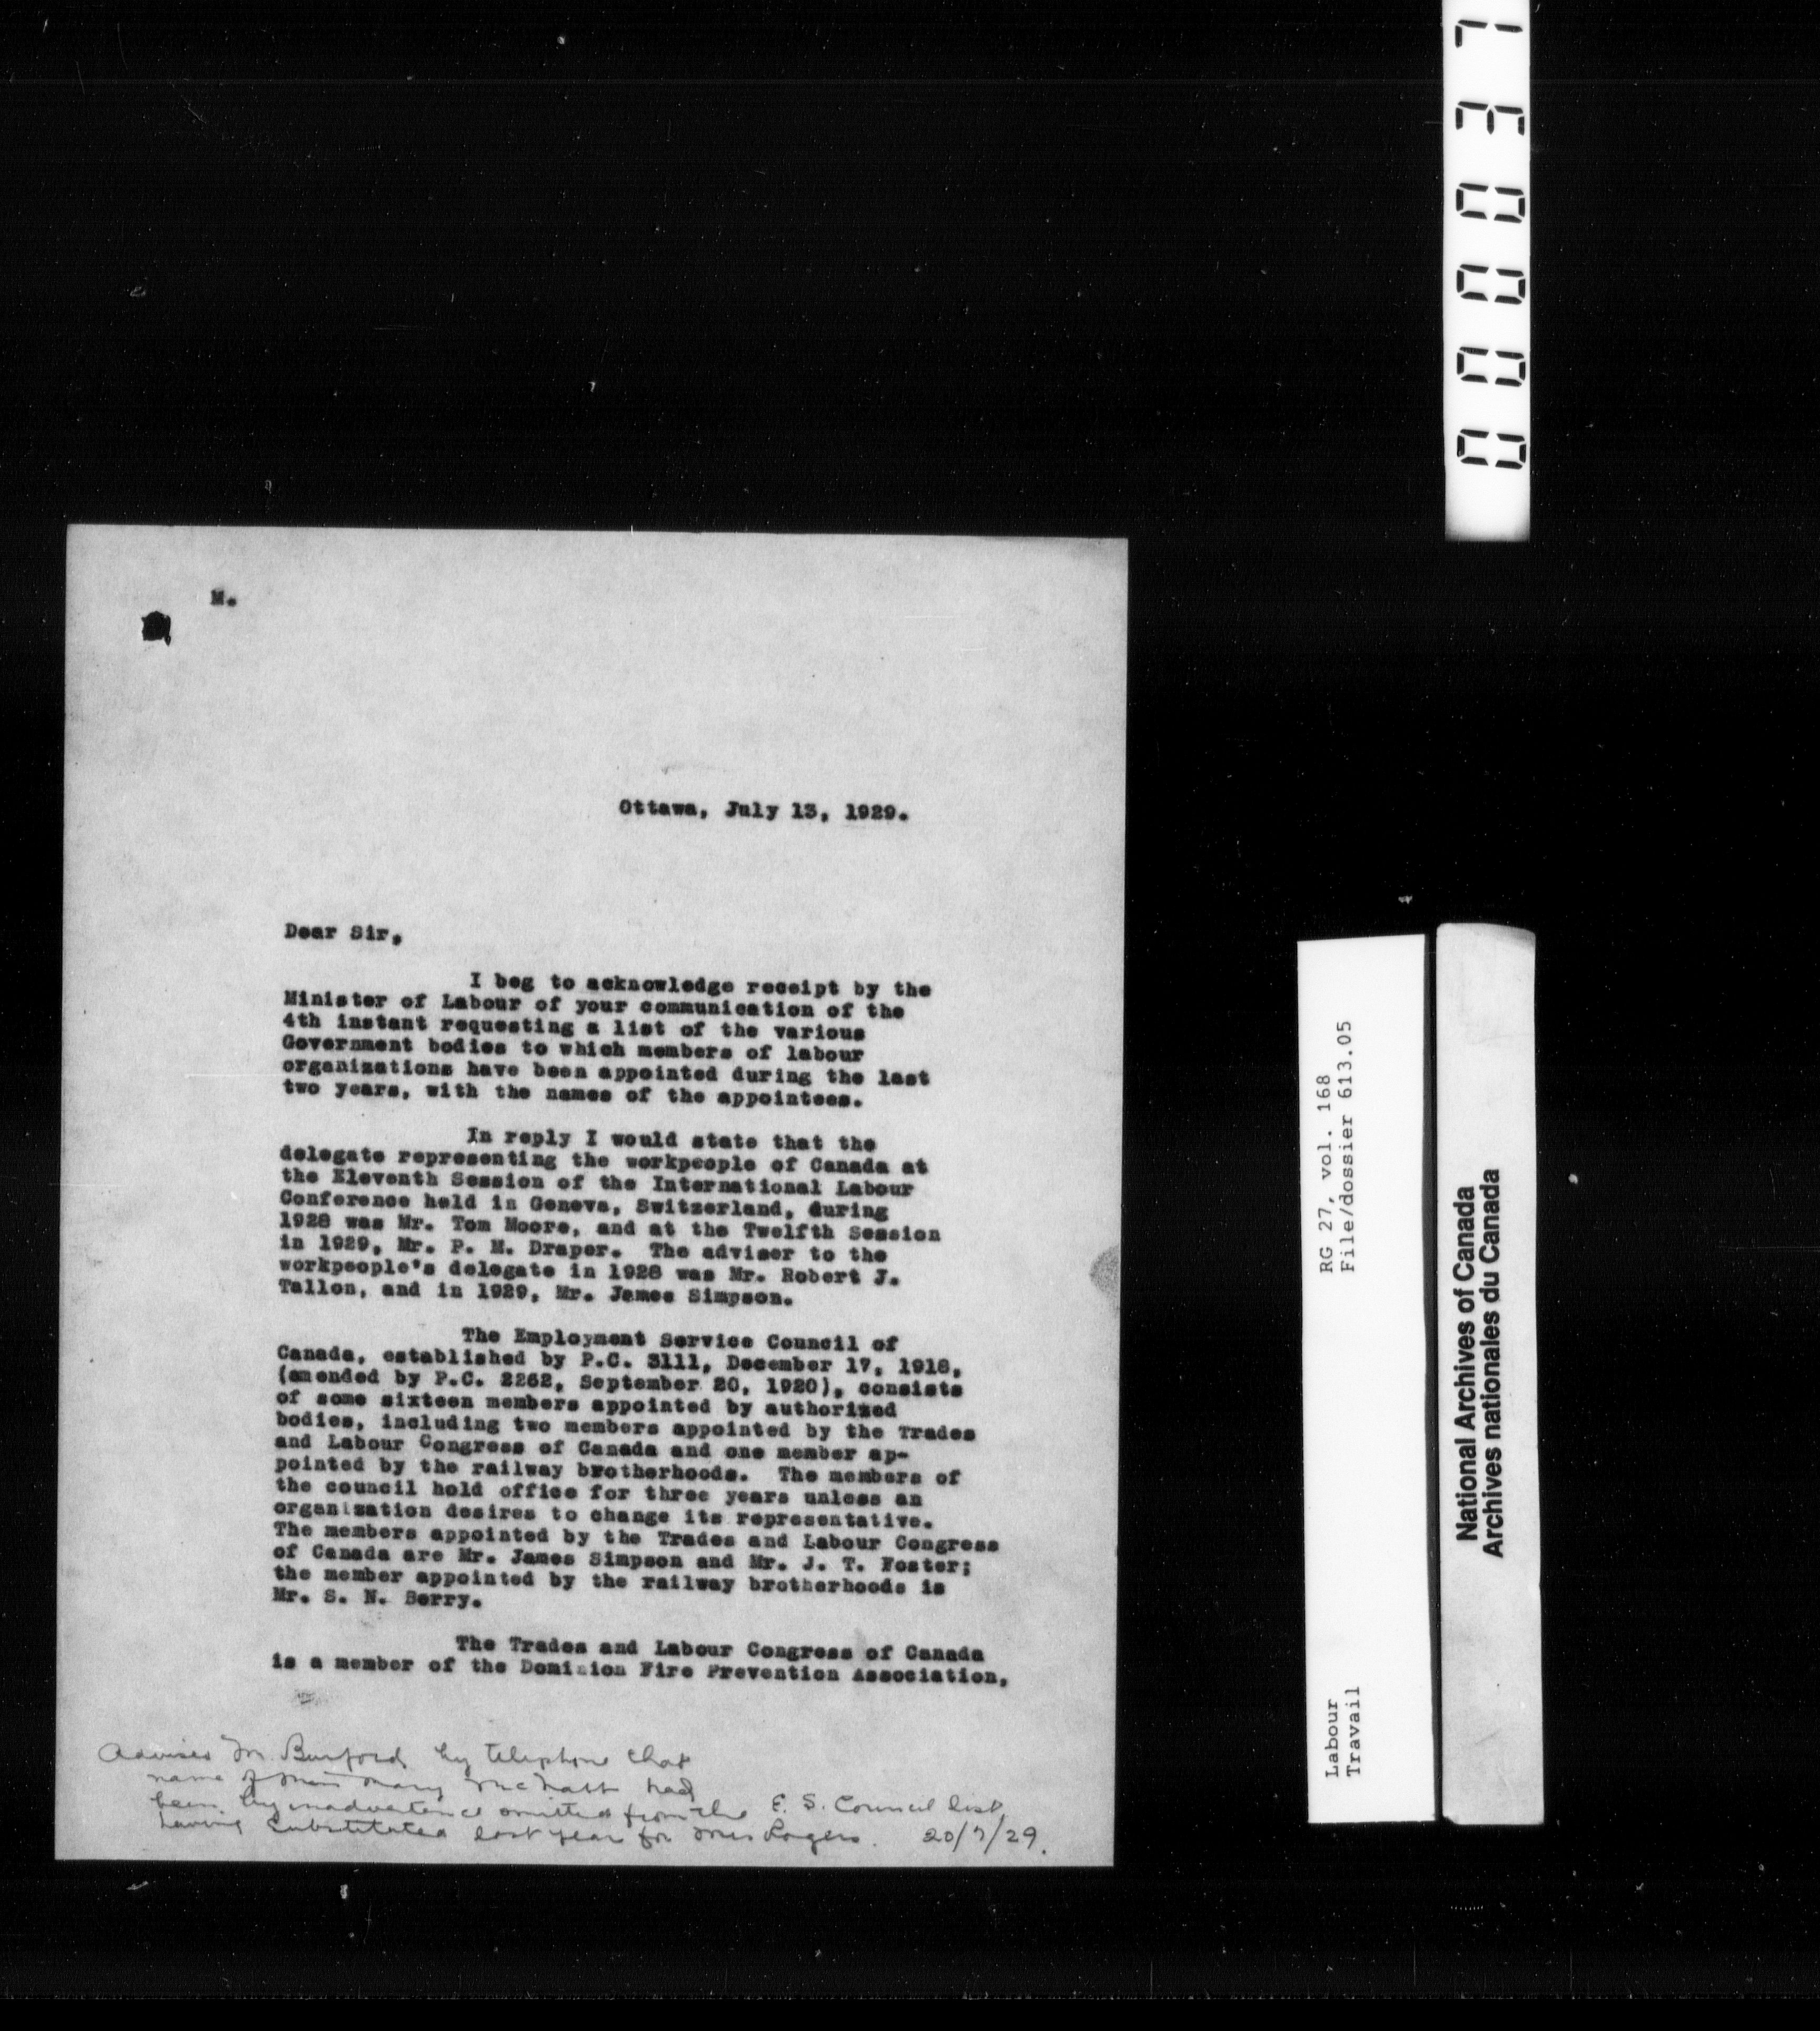 M.
Ottawa, July 13, 1929.
Dear Sir,
I beg to acknowledge receipt by the
Minister of Labour of your communication of the
4th instant requesting a list of the various
Government bodies to which members of labour
organizations have been appointed during the last
two years, with the names of the appointees.
In reply I would state that the
delegate representing the workpeople of Canada at
the Eleventh Session of the International Labour
Conference held in Geneva, Switzerland, during
1928 was Mr. Tom Moore, and at the Twelfth Session
in 1929, Mr. P. M. Draper. The adviser to the
workpeople's delegate in 1928 was Mr. Robert J.
Tallon, and in 1929, Mr. James Simpson.
The Employment Service Council of
Canada, established by P.C. 3111, December 17, 1918,
(amended by P.C. 2262, September 20, 1920), consists
of some sixteen members appointed by authorized
bodies, including two members appointed by the Trades
and Labour Congress of Canada and one member ap-
pointed by the railway brotherhoods. The members of
the council hold office for three years unless an
organization desires to change its representative.
The members appointed by the Trades and Labour Congress
of Canada are Mr. James Simpson and Mr. J. T. Foster;
the member appointed by the railway brotherhoods is
Mr. S. N. Berry.
The Trades and Labour Congress of Canada
is a member of the Dominion Fire Prevention Association,
Advised Mr. Burford by telephone that
name of Miss Mary McNabb had
been by inadvertence omitted from the E. S. Council list,
having substituted last year for Mrs Rogers. 20/7/29.
000037
RG 27, vol. 168
File/dossier 613.05
Labour
Travail
National Archives of Canada
Archives nationales du Canada